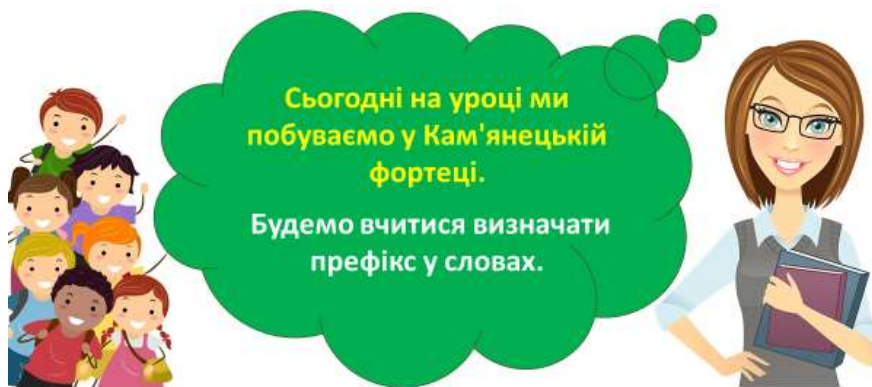 Сьогодні на уроці ми
побуваємо у Кам'янецькій
фортеці.
Будемо вчитися визначати
префікс у словах.